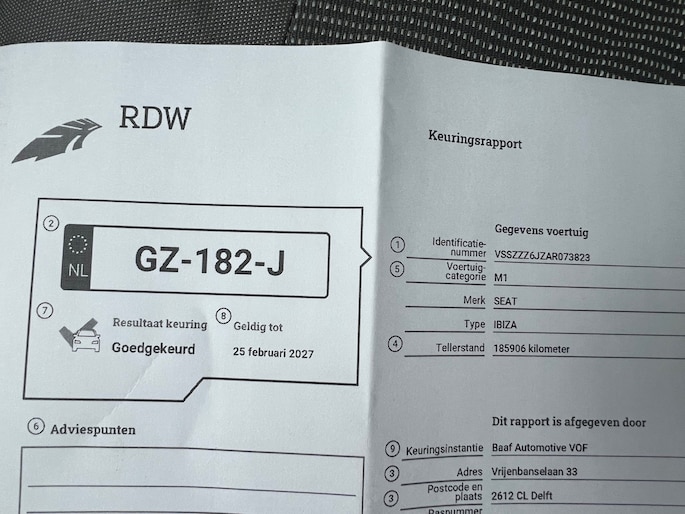 RDW
Keuringsrapport
2
NL
GZ-182-J
7
Resultaat keuring
Goedgekeurd
8
Geldig tot
25 februari 2027
6 Adviespunten
Gegevens voertuig
1 Identificatie-
nummer VSSZZZ6JZAR073823
5 Voertuig-
categorie M1
Merk SEAT
Type IBIZA
4 Tellerstand 185906 kilometer
Dit rapport is afgegeven door
9 Keuringsinstantie Baaf Automotive VOF
3 Adres Vrijenbanselaan 33
3 Postcode en
plaats 2612 CL Delft
Pasnummer